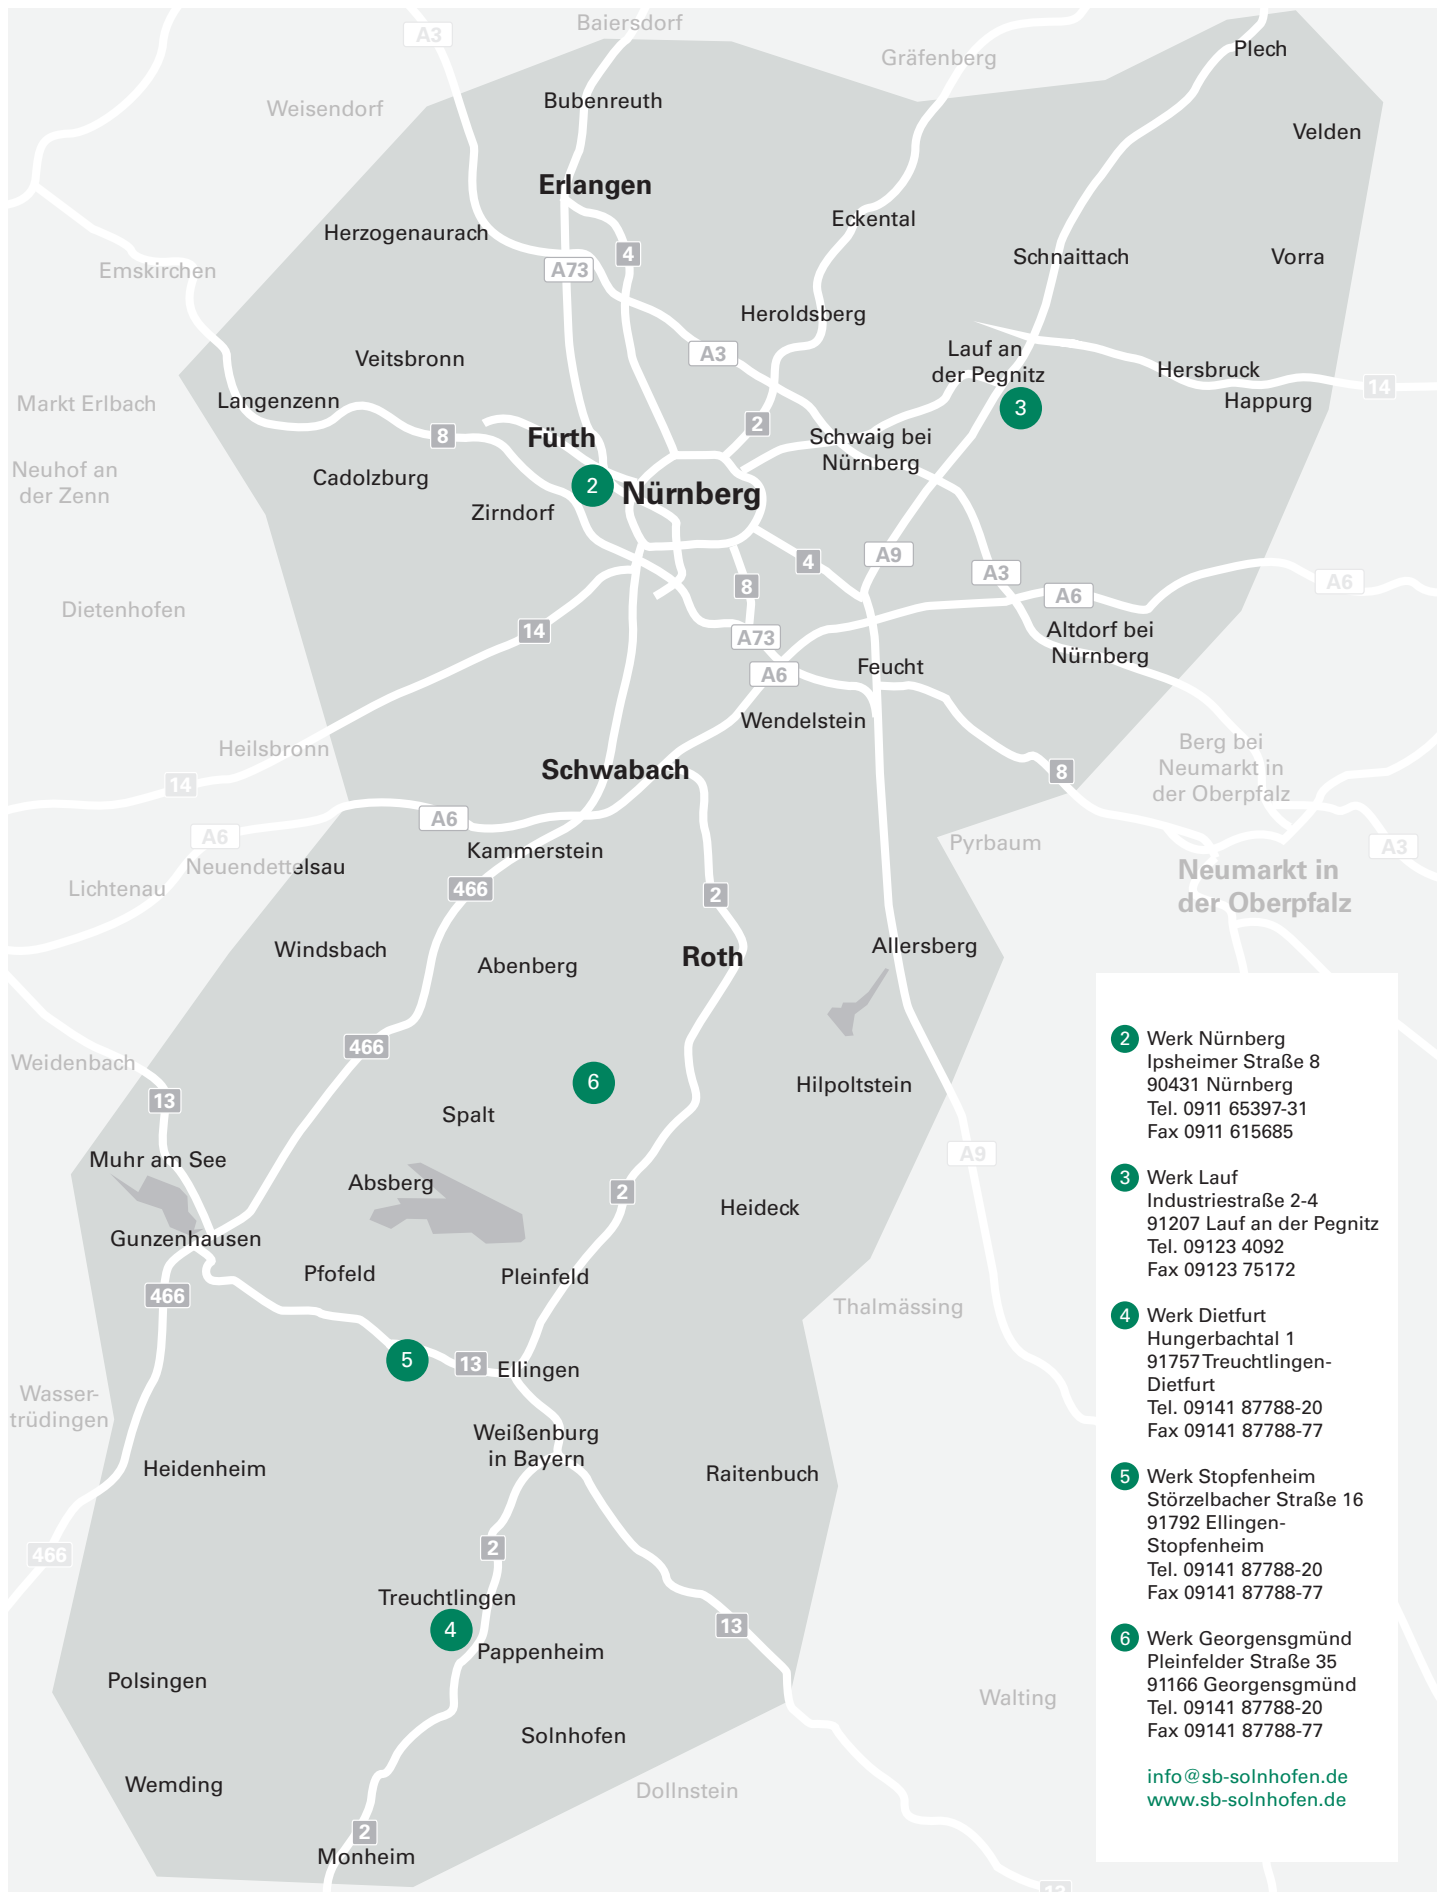 Baiersdorf
A3
Plech
Gräfenberg
Bubenreuth
Weisendorf
Velden
Erlangen
Eckental
Herzogenaurach
4
Schnaittach
Vorra
Emskirchen
A73
Heroldsberg
A3
Lauf an
der Pegnitz
Veitsbronn
Hersbruck
14
Markt Erlbach
Langenzenn
Happurg
3
2
8
Fürth
Schwaig bei
Nürnberg
Neuhof an
der Zenn
Cadolzburg
2
Nürnberg
Zirndorf
A9
4
A3
A6
8
A6
Dietenhofen
14
A73
Altdorf bei
Nürnberg
A6
Feucht
Wendelstein
Heilsbronn
Berg bei
Neumarkt in
der Oberpfalz
Schwabach
8
14
A6
A6
Pyrbaum
A3
Kammerstein
Neuendettelsau
Neumarkt in
der Oberpfalz
Lichtenau
466
2
Windsbach
Abenberg
Roth
Allersberg
466
Weidenbach
6
Hilpoltstein
13
Spalt
A9
Muhr am See
Absberg
2
Heideck
Gunzenhausen
Pfofeld
Pleinfeld
466
Thalmässing
5
13
Ellingen
Wasser-
trüdingen
Weißenburg
in Bayern
Heidenheim
Raitenbuch
466
2
Treuchtlingen
4
13
Pappenheim
Polsingen
Walting
Solnhofen
Wemding
Dollnstein
2
Monheim
13
2 Werk Nürnberg
Ipsheimer Straße 8
90431 Nürnberg
Tel. 0911 65397-31
Fax 0911 615685
3 Werk Lauf
Industriestraße 2-4
91207 Lauf an der Pegnitz
Tel. 09123 4092
Fax 09123 75172
4 Werk Dietfurt
Hungerbachtal 1
91757 Treuchtlingen-
Dietfurt
Tel. 09141 87788-20
Fax 09141 87788-77
5 Werk Stopfenheim
Störzelbacher Straße 16
91792 Ellingen-
Stopfenheim
Tel. 09141 87788-20
Fax 09141 87788-77
6 Werk Georgensgmünd
Pleinfelder Straße 35
91166 Georgensgmünd
Tel. 09141 87788-20
Fax 09141 87788-77
info@sb-solnhofen.de
www.sb-solnhofen.de